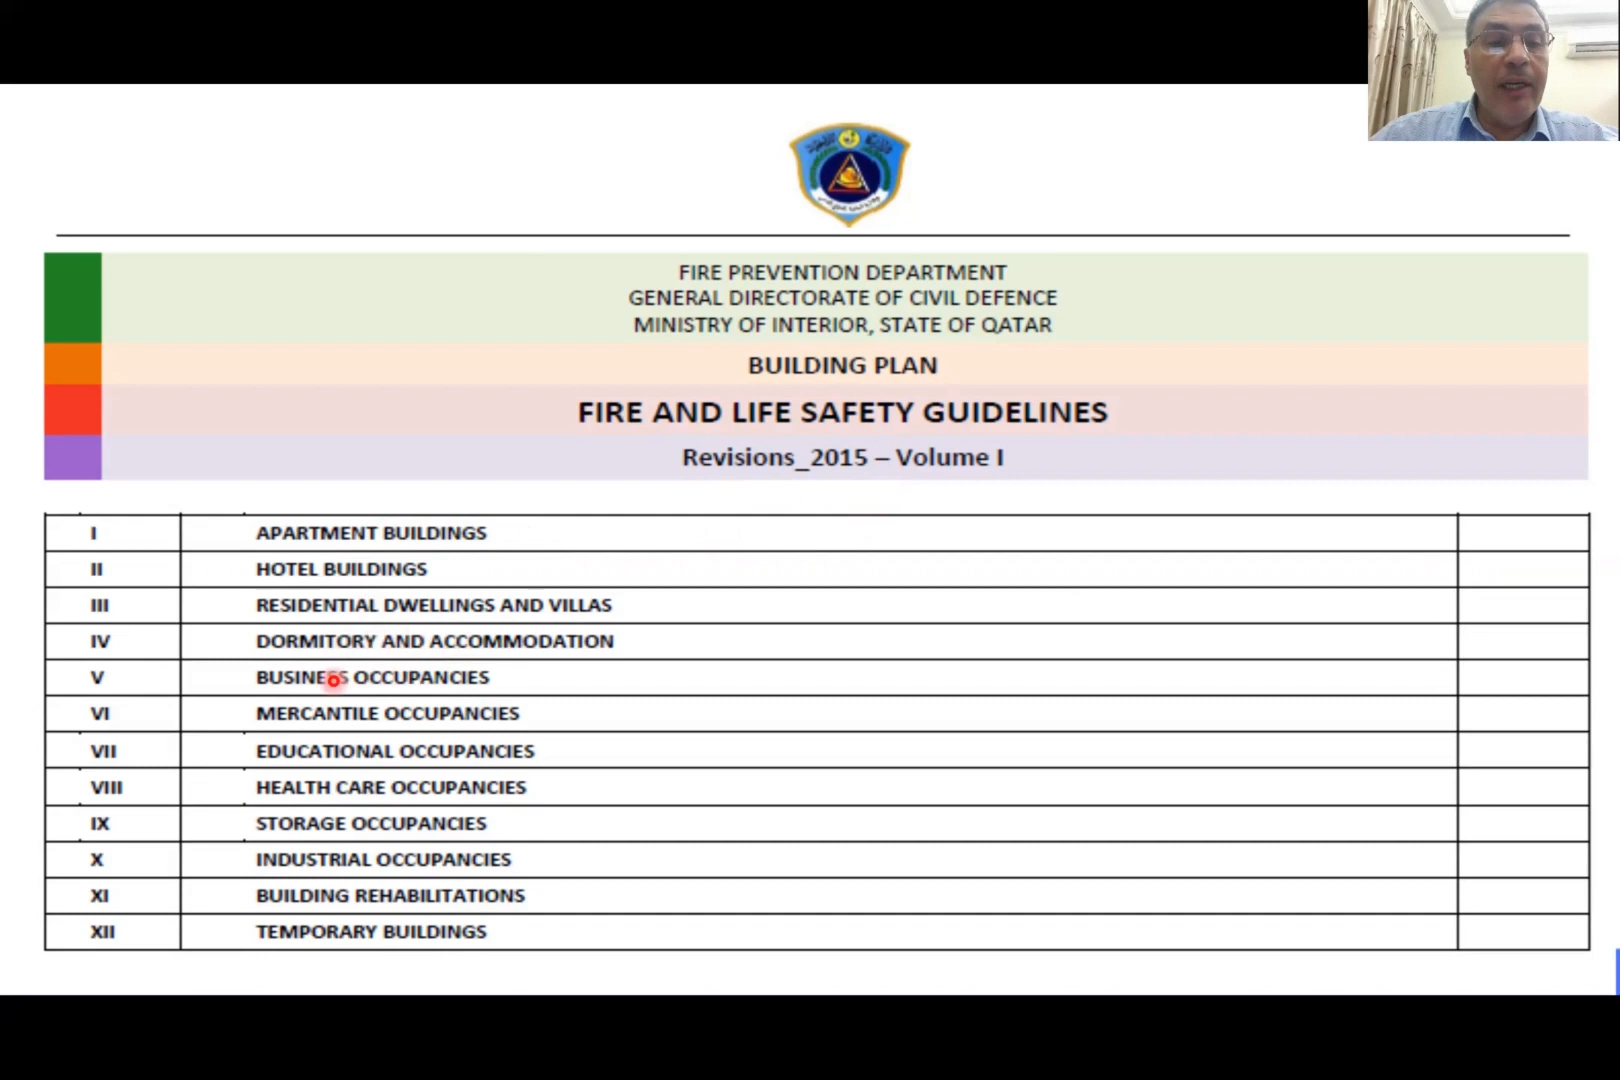 FIRE PREVENTION DEPARTMENT
GENERAL DIRECTORATE OF CIVIL DEFENCE
MINISTRY OF INTERIOR, STATE OF QATAR
BUILDING PLAN
FIRE AND LIFE SAFETY GUIDELINES
Revisions_2015 – Volume I
I APARTMENT BUILDINGS
II HOTEL BUILDINGS
III RESIDENTIAL DWELLINGS AND VILLAS
IV DORMITORY AND ACCOMMODATION
V BUSINESS OCCUPANCIES
VI MERCANTILE OCCUPANCIES
VII EDUCATIONAL OCCUPANCIES
VIII HEALTH CARE OCCUPANCIES
IX STORAGE OCCUPANCIES
X INDUSTRIAL OCCUPANCIES
XI BUILDING REHABILITATIONS
XII TEMPORARY BUILDINGS